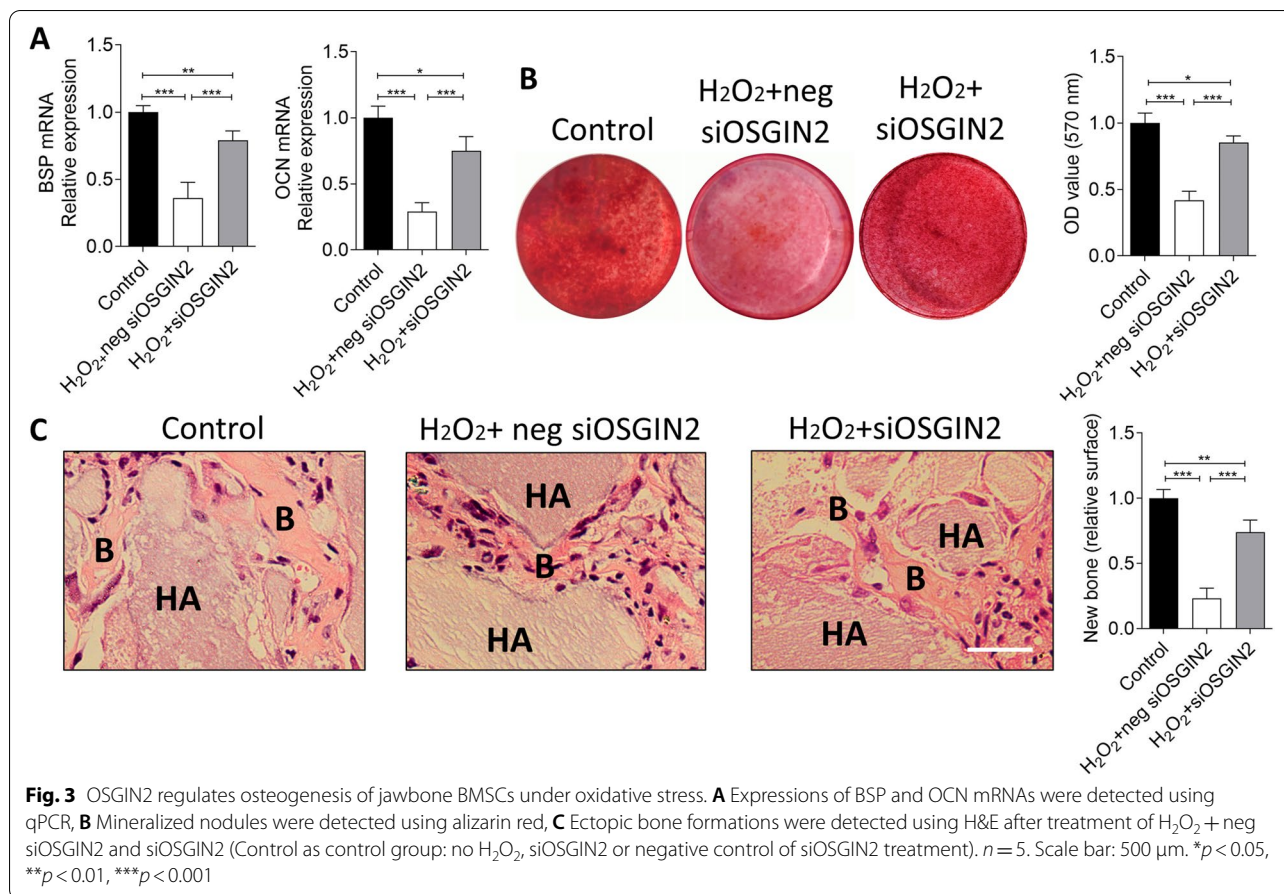 A
1.5
1.0
0.5
0.0
BSP mRNA
Relative expression
**
***
***
Control
H₂O₂+neg siOSGIN2
H₂O₂+siOSGIN2
1.5
1.0
0.5
0.0
OCN mRNA
Relative expression
*
***
***
Control
H₂O₂+neg siOSGIN2
H₂O₂+siOSGIN2
B
Control
H₂O₂+neg
siOSGIN2
H₂O₂+
siOSGIN2
1.5
1.0
0.5
0.0
OD value (570 nm)
*
***
***
Control
H₂O₂+neg siOSGIN2
H₂O₂+siOSGIN2
C
Control
B
B
HA
H₂O₂+ neg siOSGIN2
HA
B
HA
H₂O₂+siOSGIN2
B
HA
B
HA
1.5
1.0
0.5
0.0
New bone (relative surface)
**
***
***
Control
H₂O₂+neg siOSGIN2
H₂O₂+siOSGIN2
Fig. 3 OSGIN2 regulates osteogenesis of jawbone BMSCs under oxidative stress. A Expressions of BSP and OCN mRNAs were detected using
qPCR, B Mineralized nodules were detected using alizarin red, C Ectopic bone formations were detected using H&E after treatment of H₂O₂ + neg
siOSGIN2 and siOSGIN2 (Control as control group: no H₂O₂, siOSGIN2 or negative control of siOSGIN2 treatment). n = 5. Scale bar: 500 μm. *p < 0.05,
**p < 0.01, ***p < 0.001